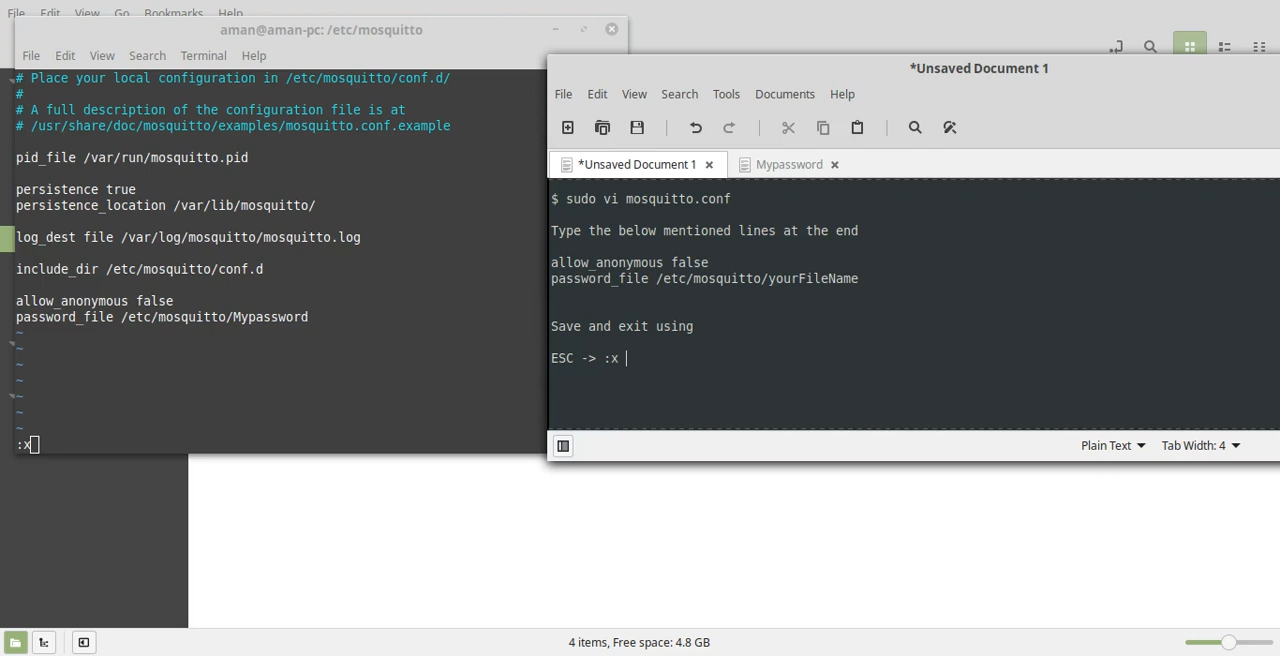 File Edit View Go Bookmarks Help
aman@aman-pc: /etc/mosquitto
File Edit View Search Terminal Help
# Place your local configuration in /etc/mosquitto/conf.d/
#
# A full description of the configuration file is at
# /usr/share/doc/mosquitto/examples/mosquitto.conf.example
pid_file /var/run/mosquitto.pid
persistence true
persistence_location /var/lib/mosquitto/
log_dest file /var/log/mosquitto/mosquitto.log
include_dir /etc/mosquitto/conf.d
allow_anonymous false
password_file /etc/mosquitto/Mypassword
~
~
~
~
~
~
~
:x
*Unsaved Document 1
File Edit View Search Tools Documents Help
*Unsaved Document 1 Mypassword
$ sudo vi mosquitto.conf
Type the below mentioned lines at the end
allow_anonymous false
password_file /etc/mosquitto/yourFileName
Save and exit using
ESC -> :x
Plain Text Tab Width: 4
4 items, Free space: 4.8 GB